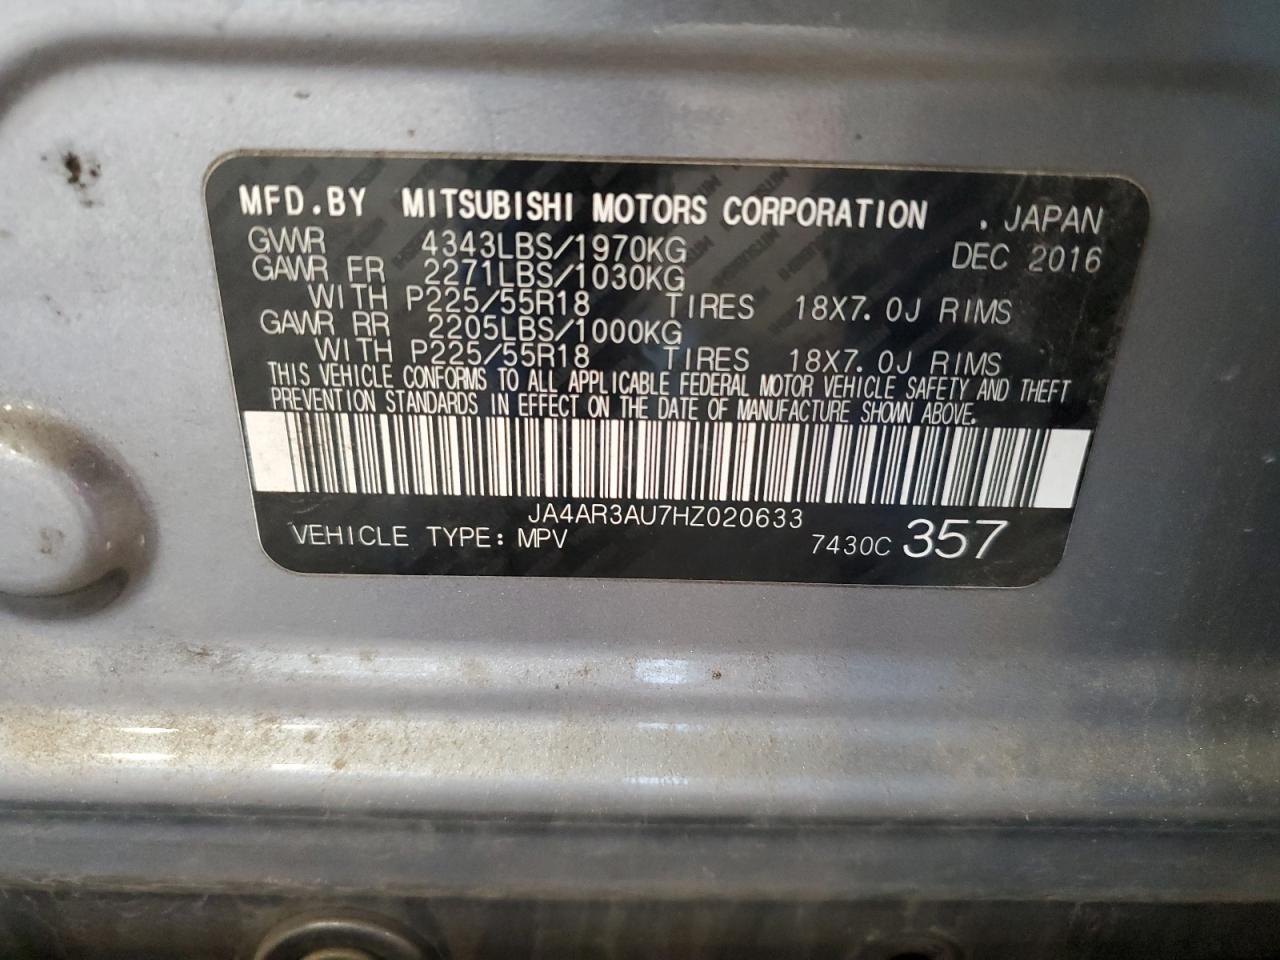 MFD.BY MITSUBISHI MOTORS CORPORATION , JAPAN
GVWR 4343LBS/1970KG DEC 2016
GAWR FR 2271LBS/1030KG
WITH P225/55R18 TIRES 18X7.0J RIMS
GAWR RR 2205LBS/1000KG
WITH P225/55R18 TIRES 18X7.0J RIMS
THIS VEHICLE CONFORMS TO ALL APPLICABLE FEDERAL MOTOR VEHICLE SAFETY AND THEFT
PREVENTION STANDARDS IN EFFECT ON THE DATE OF MANUFACTURE SHOWN ABOVE.
JA4AR3AU7HZ020633
VEHICLE TYPE: MPV 7430C 357